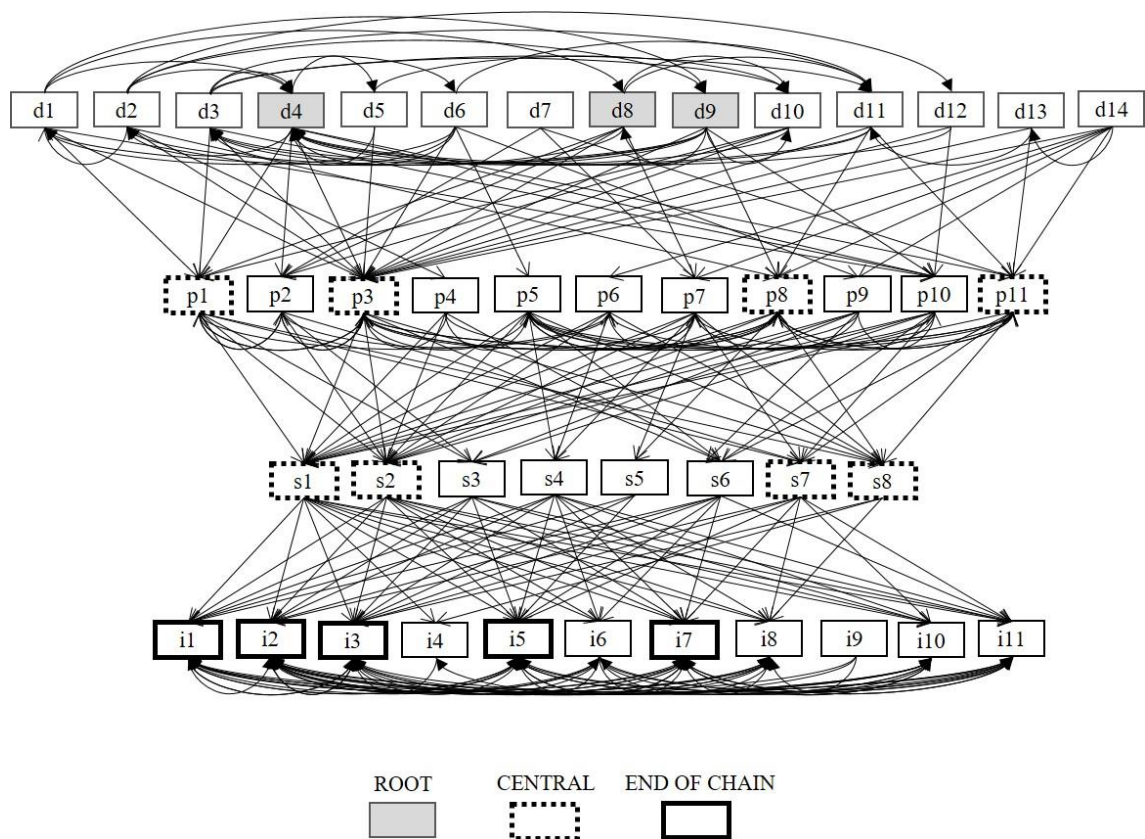 d1 d2 d3 d4 d5 d6 d7 d8 d9 d10 d11 d12 d13 d14
p1 p2 p3 p4 p5 p6 p7 p8 p9 p10 p11
s1 s2 s3 s4 s5 s6 s7 s8
i1 i2 i3 i4 i5 i6 i7 i8 i9 i10 i11
ROOT CENTRAL END OF CHAIN